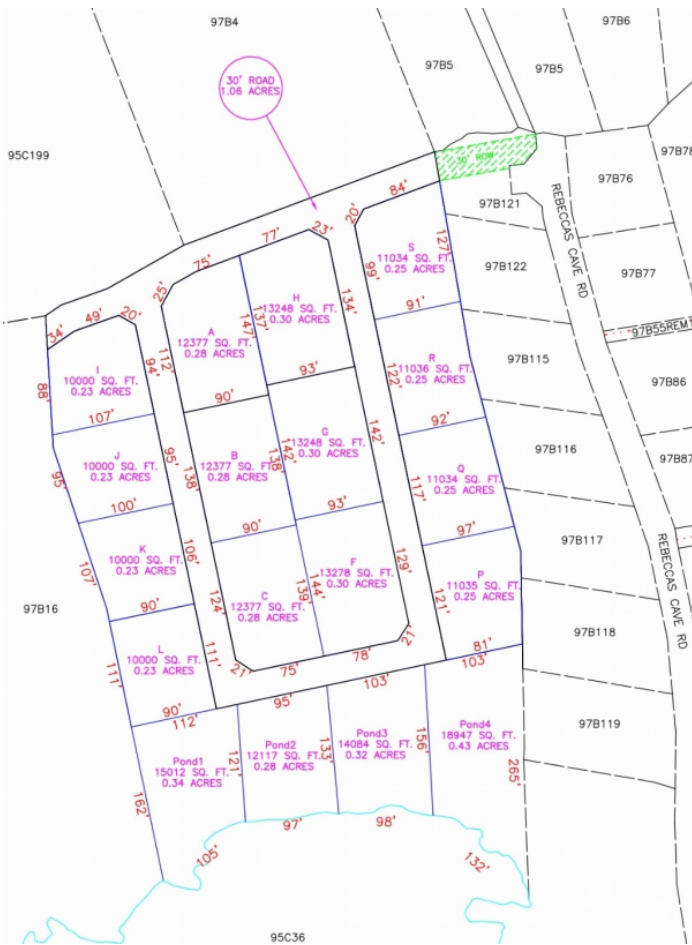 97B4
97B6
97B5
97B5
30' ROAD
1.06 ACRES
95C199
30' ROW
97B78
97B76
REBECCAS CAVE RD
97B121
97B122
97B77
97B55REM1
97B115
97B86
97B116
97B87
97B117
REBECCAS CAVE RD
97B118
97B119
97B16
95C36
84'
20'
S
11034 SQ. FT.
0.25 ACRES
127'
99'
91'
R
11036 SQ. FT.
0.25 ACRES
122'
92'
Q
11034 SQ. FT.
0.25 ACRES
117'
97'
P
11035 SQ. FT.
0.25 ACRES
121'
81'
77'
23'
H
13248 SQ. FT.
0.30 ACRES
137'
134'
93'
G
13248 SQ. FT.
0.30 ACRES
142'
142'
93'
F
13278 SQ. FT.
0.30 ACRES
144'
129'
78'
21'
75'
25'
A
12377 SQ. FT.
0.28 ACRES
147'
112'
90'
B
12377 SQ. FT.
0.28 ACRES
138'
138'
90'
C
12377 SQ. FT.
0.28 ACRES
139'
124'
21'
75'
34'
49'
20'
I
10000 SQ. FT.
0.23 ACRES
88'
94'
107'
J
10000 SQ. FT.
0.23 ACRES
95'
95'
100'
K
10000 SQ. FT.
0.23 ACRES
107'
106'
90'
L
10000 SQ. FT.
0.23 ACRES
111'
111'
90'
112'
Pond1
15012 SQ. FT.
0.34 ACRES
162'
121'
105'
95'
Pond2
12117 SQ. FT.
0.28 ACRES
133'
97'
103'
Pond3
14084 SQ. FT.
0.32 ACRES
156'
98'
103'
Pond4
18947 SQ. FT.
0.43 ACRES
265'
132'